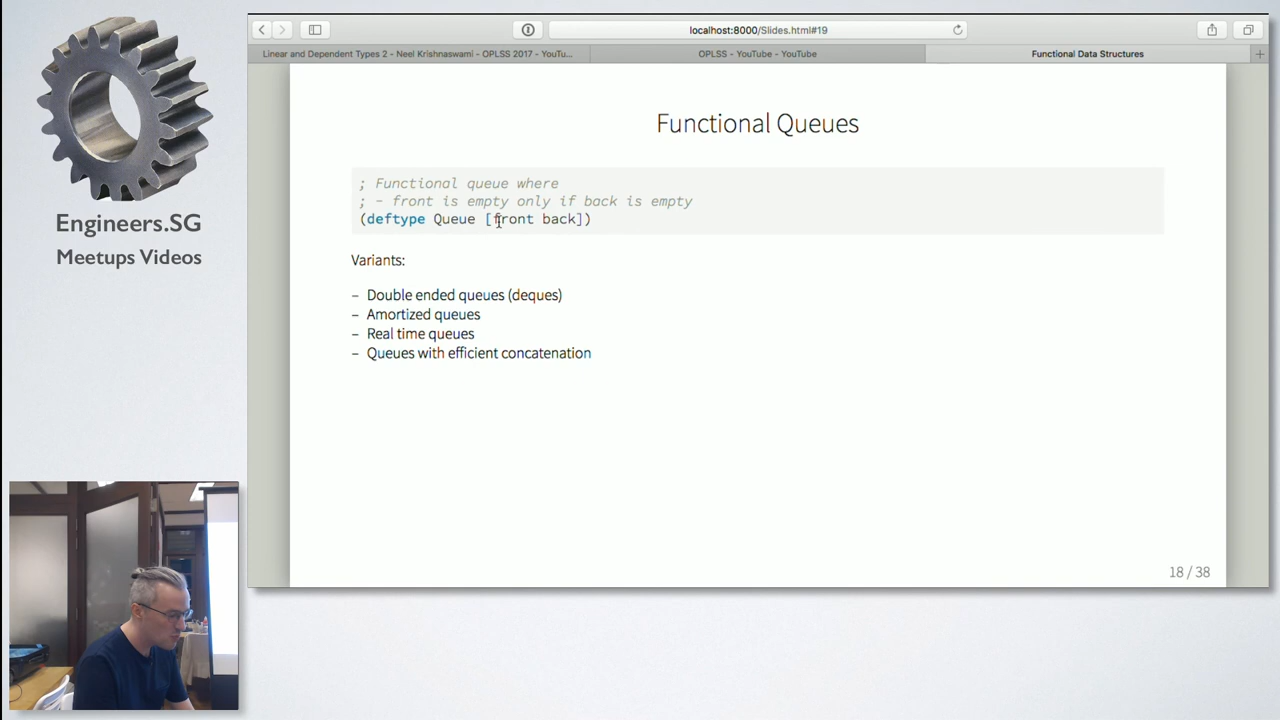 Engineers.SG
Meetups Videos
localhost:8000/Slides.html#19
Linear and Dependent Types 2 - Neel Krishnaswami - OPLSS 2017 - YouTu...
OPLSS - YouTube - YouTube
Functional Data Structures
Functional Queues
; Functional queue where
; - front is empty only if back is empty
(deftype Queue [front back])
Variants:
- Double ended queues (deques)
- Amortized queues
- Real time queues
- Queues with efficient concatenation
18 / 38